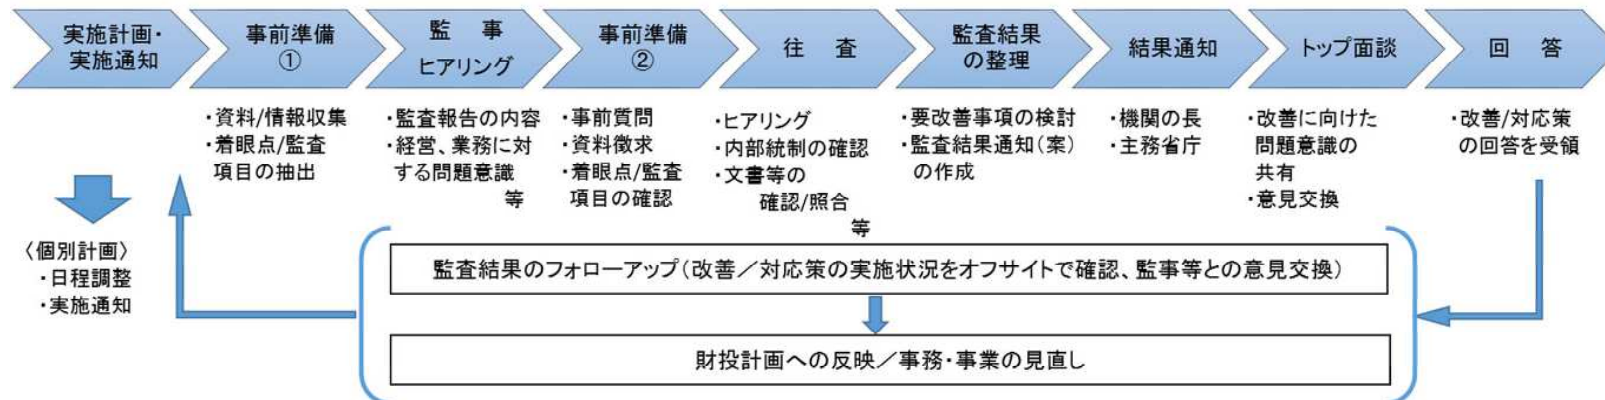 実施計画・
実施通知
事前準備
①
監　事
ヒアリング
事前準備
②
往　査
監査結果
の整理
結果通知
トップ面談
回　答
・資料/情報収集
・着眼点/監査
項目の抽出
・監査報告の内容
・経営、業務に対
する問題意識
等
・事前質問
・資料徴求
・着眼点/監査
項目の確認
・ヒアリング
・内部統制の確認
・文書等の
確認/照合
等
・要改善事項の検討
・監査結果通知(案)
の作成
・機関の長
・主務省庁
・改善に向けた
問題意識の
共有
・意見交換
・改善/対応策
の回答を受領
〈個別計画〉
・日程調整
・実施通知
監査結果のフォローアップ(改善／対応策の実施状況をオフサイトで確認、監事等との意見交換)
財投計画への反映／事務・事業の見直し